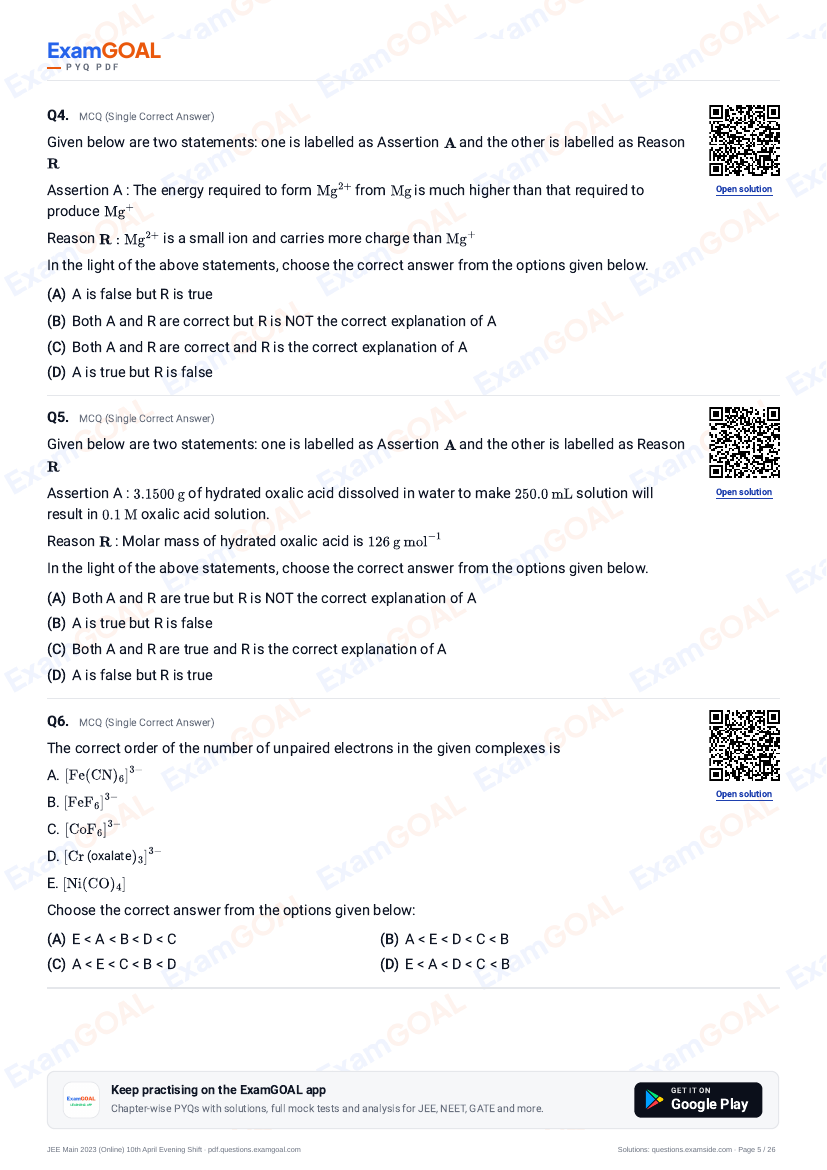 ExamGOAL
PYQ PDF
Q4. MCQ (Single Correct Answer)
Given below are two statements: one is labelled as Assertion A and the other is labelled as Reason
R
Assertion A : The energy required to form Mg²⁺ from Mg is much higher than that required to
produce Mg⁺
Reason R : Mg²⁺ is a small ion and carries more charge than Mg⁺
In the light of the above statements, choose the correct answer from the options given below.
(A) A is false but R is true
(B) Both A and R are correct but R is NOT the correct explanation of A
(C) Both A and R are correct and R is the correct explanation of A
(D) A is true but R is false
Open solution
Q5. MCQ (Single Correct Answer)
Given below are two statements: one is labelled as Assertion A and the other is labelled as Reason
R
Assertion A : 3.1500 g of hydrated oxalic acid dissolved in water to make 250.0 mL solution will
result in 0.1 M oxalic acid solution.
Reason R : Molar mass of hydrated oxalic acid is 126 g mol⁻¹
In the light of the above statements, choose the correct answer from the options given below.
(A) Both A and R are true but R is NOT the correct explanation of A
(B) A is true but R is false
(C) Both A and R are true and R is the correct explanation of A
(D) A is false but R is true
Open solution
Q6. MCQ (Single Correct Answer)
The correct order of the number of unpaired electrons in the given complexes is
A. [Fe(CN)₆]³⁻
B. [FeF₆]³⁻
C. [CoF₆]³⁻
D. [Cr (oxalate)₃]³⁻
E. [Ni(CO)₄]
Choose the correct answer from the options given below:
(A) E < A < B < D < C (B) A < E < D < C < B
(C) A < E < C < B < D (D) E < A < D < C < B
Open solution
Keep practising on the ExamGOAL app
Chapter-wise PYQs with solutions, full mock tests and analysis for JEE, NEET, GATE and more.
GET IT ON
Google Play
JEE Main 2023 (Online) 10th April Evening Shift · pdf.questions.examgoal.com
Solutions: questions.examside.com · Page 5 / 26